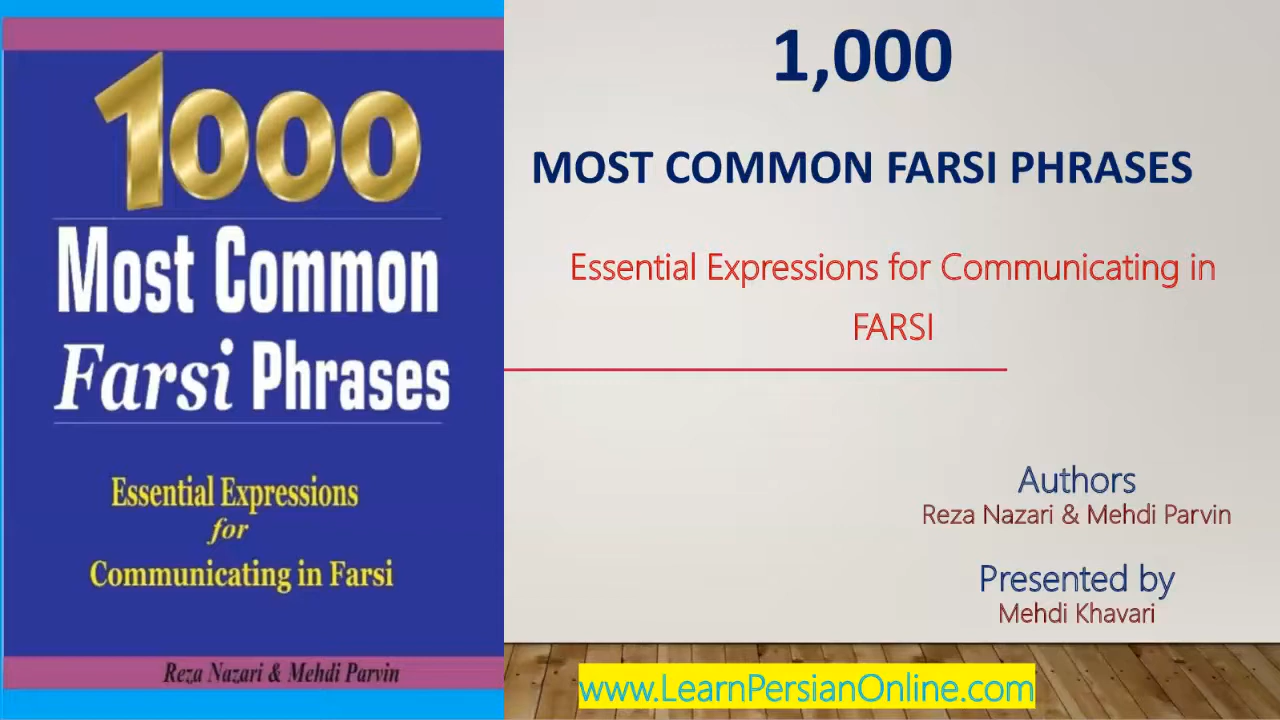 1000
Most Common
Farsi Phrases
Essential Expressions
for
Communicating in Farsi
Reza Nazari & Mehdi Parvin
1,000
MOST COMMON FARSI PHRASES
Essential Expressions for Communicating in
FARSI
Authors
Reza Nazari & Mehdi Parvin
Presented by
Mehdi Khavari
www.LearnPersianOnline.com